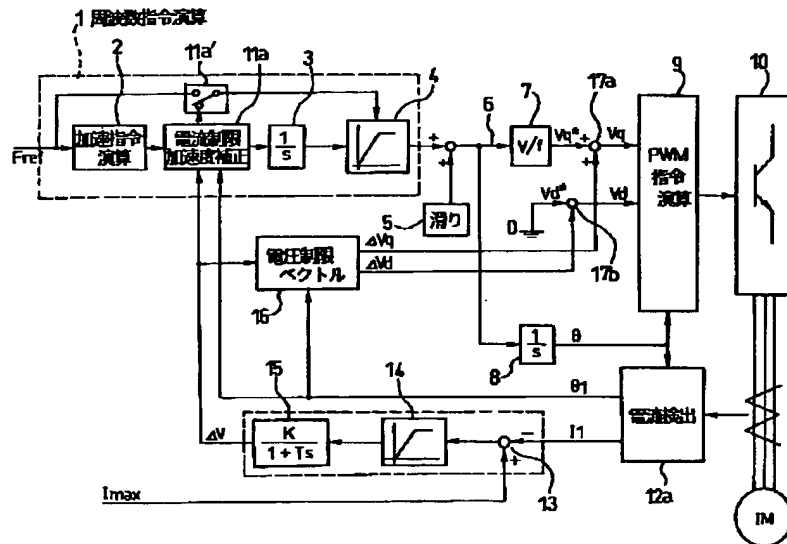 1 周波数指令演算
2
11a'
11a
3
4
6
7
17a
9
10
Fref
加速指令
演算
電流制限
加速度補正
1
s
V/f
Vq*
Vq
+
+
+
+
PWM
指令
演算
5
滑り
Vd*
Vd
0
17b
電圧制限
ベクトル
16
ΔVq
ΔVd
1
s
8
θ
15
14
θ1
K
1+Ts
ΔV
-
+
I1
13
電流検出
12a
Imax
IM